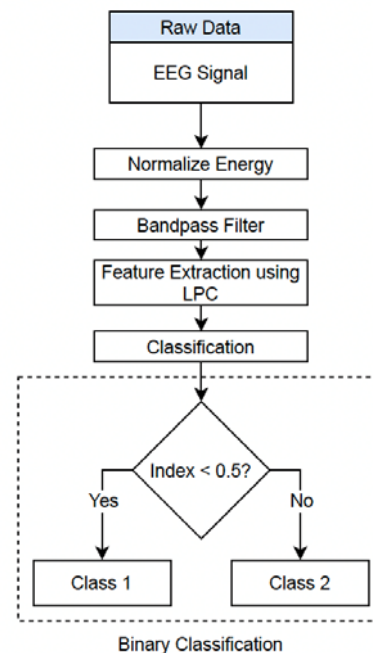 Raw Data
EEG Signal
Normalize Energy
Bandpass Filter
Feature Extraction using
LPC
Classification
Index < 0.5?
Yes
No
Class 1
Class 2
Binary Classification